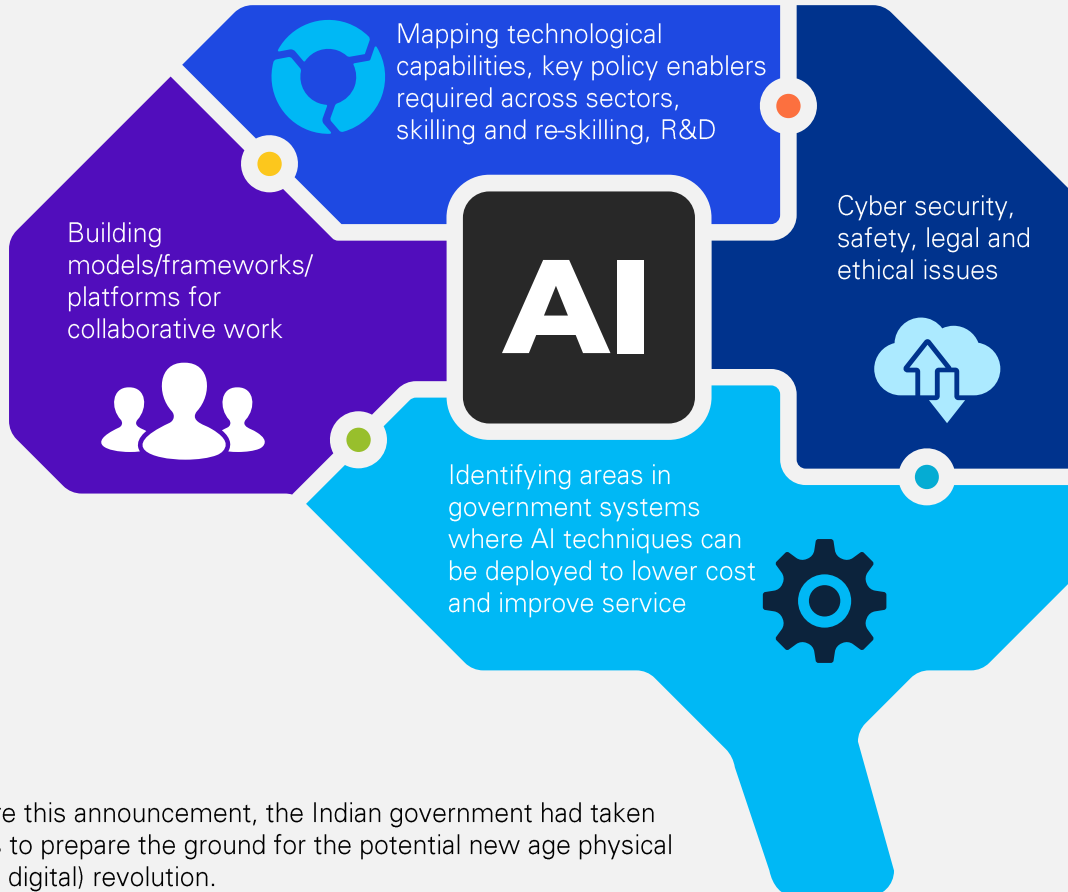 Mapping technological
capabilities, key policy enablers
required across sectors,
skilling and re-skilling, R&D
Building
models/frameworks/
platforms for
collaborative work
AI
Cyber security,
safety, legal and
ethical issues
Identifying areas in
government systems
where AI techniques can
be deployed to lower cost
and improve service
this announcement, the Indian government had taken
to prepare the ground for the potential new age physical
digital) revolution.